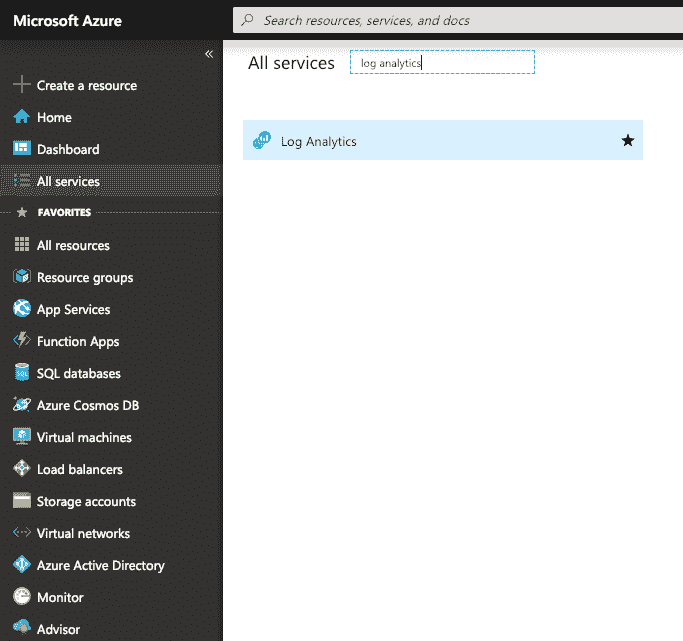 Microsoft Azure
Search resources, services, and docs
«
Create a resource
Home
Dashboard
All services
FAVORITES
All resources
Resource groups
App Services
Function Apps
SQL databases
Azure Cosmos DB
Virtual machines
Load balancers
Storage accounts
Virtual networks
Azure Active Directory
Monitor
Advisor
All services
log analytics
Log Analytics